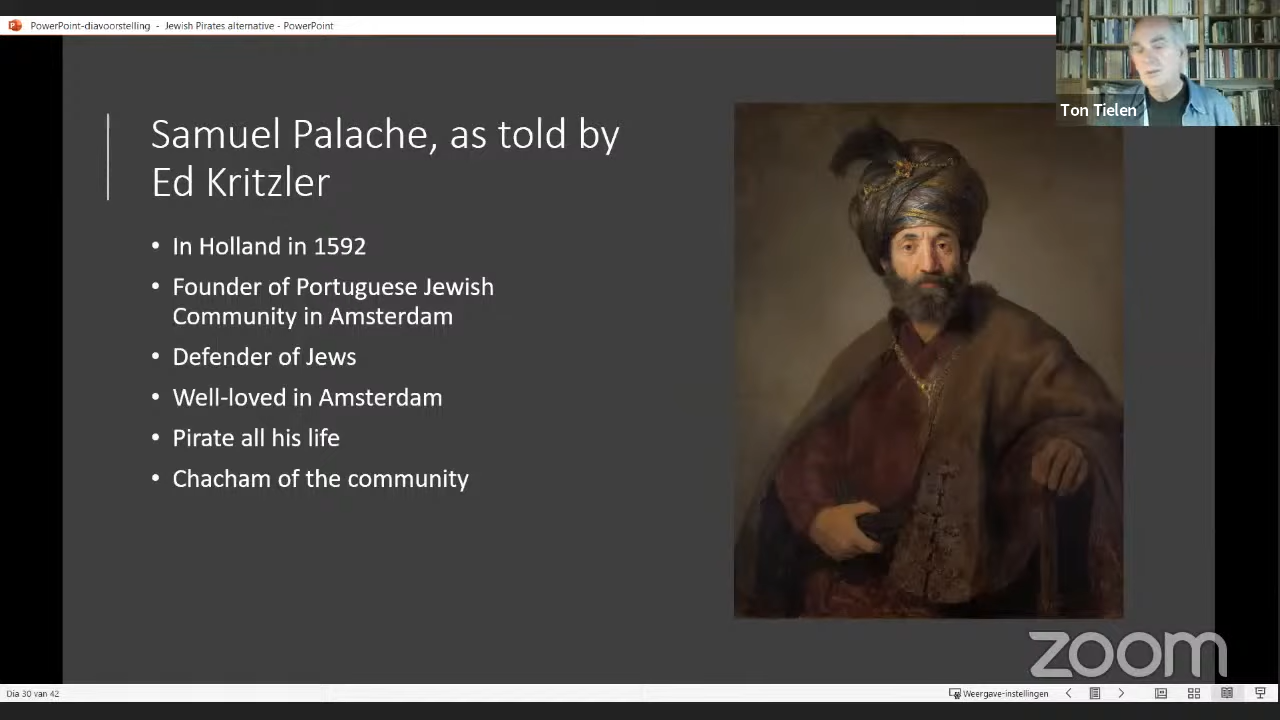 PowerPoint-diavoorstelling - Jewish Pirates alternative - PowerPoint
Ton Tielen
Samuel Palache, as told by
Ed Kritzler
• In Holland in 1592
• Founder of Portuguese Jewish
Community in Amsterdam
• Defender of Jews
• Well-loved in Amsterdam
• Pirate all his life
• Chacham of the community
zoom
Dia 30 van 42
Weergave-instellingen